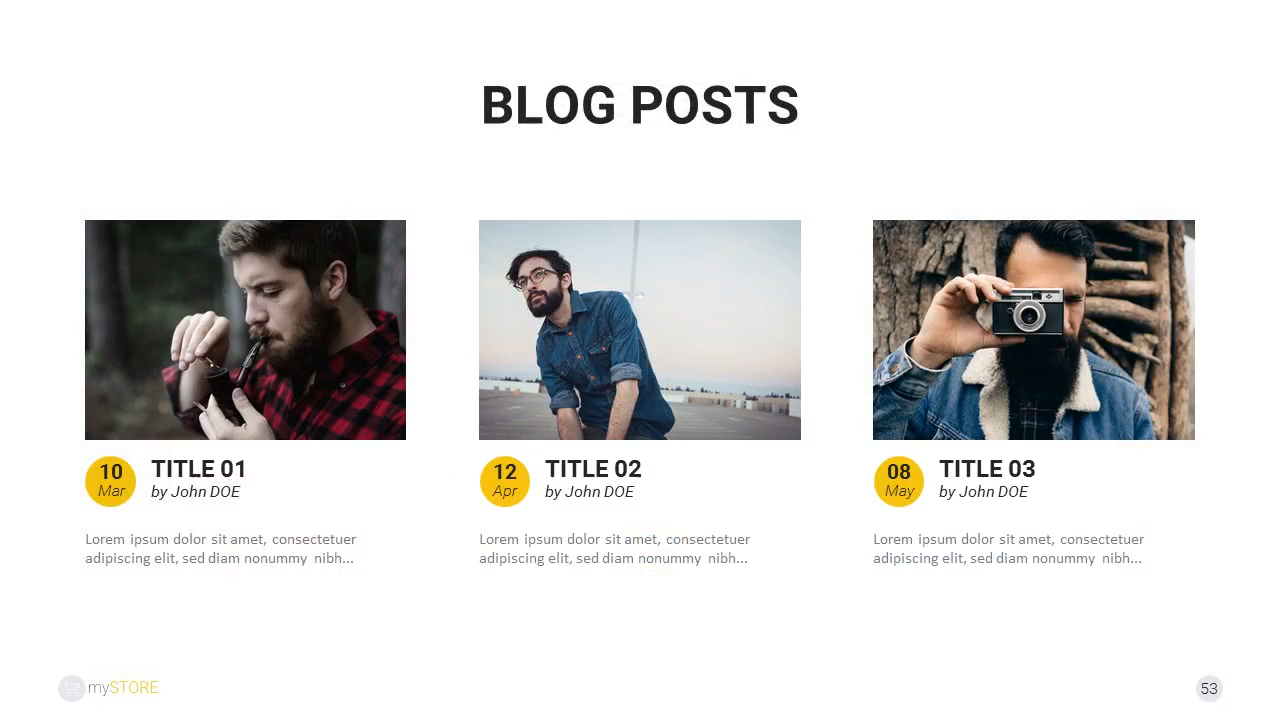 BLOG POSTS
10
Mar
TITLE 01
by John DOE
Lorem ipsum dolor sit amet, consectetuer
adipiscing elit, sed diam nonummy nibh...
12
Apr
TITLE 02
by John DOE
Lorem ipsum dolor sit amet, consectetuer
adipiscing elit, sed diam nonummy nibh...
08
May
TITLE 03
by John DOE
Lorem ipsum dolor sit amet, consectetuer
adipiscing elit, sed diam nonummy nibh...
mySTORE
53